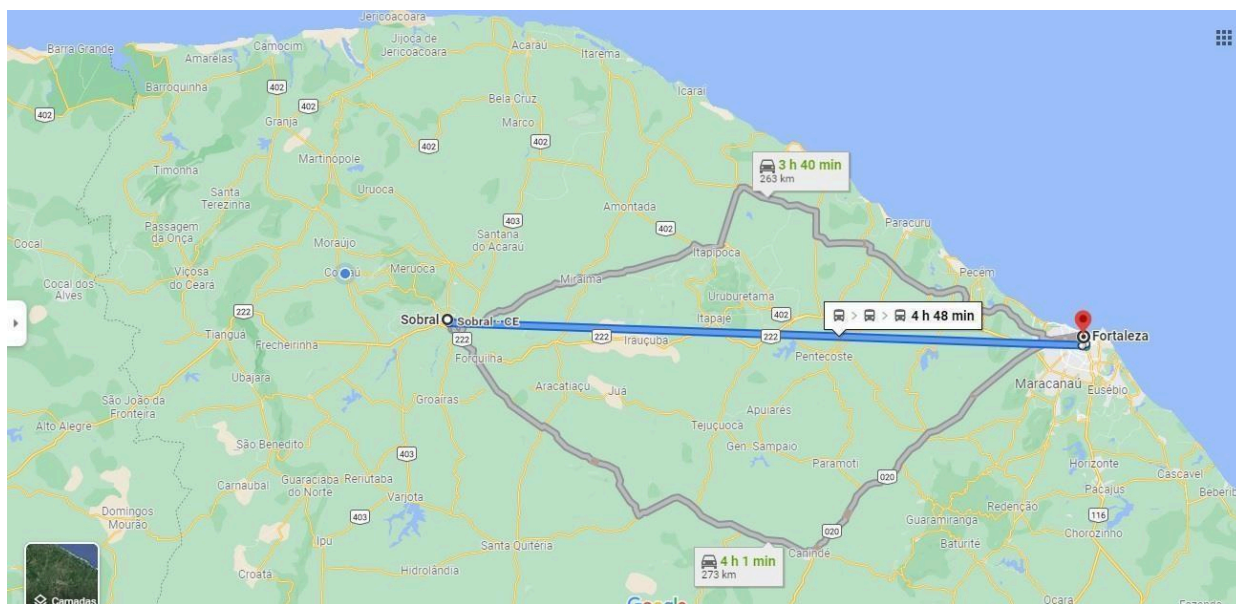 Jericoacoara
Barra Grande
Camocim
Jijoca de
Jericoacoara
Acaraú
Itarema
Amarelas
Barroquinha
402
402
402
Icaraí
Bela Cruz
Marco
Granja
402
402
Martinópole
Timonha
3 h 40 min
263 km
Santa
Terezinha
Uruoca
Amontada
403
402
Paracuru
Passagem
da Onça
Santana
do Acaraú
Cocal
Moraújo
Itapipoca
Meruoca
Miraíma
Pecém
Viçosa
do Ceará
Cocal dos
Alves
Uruburetama
222
402
4 h 48 min
Sobral
Sobral - CE
Itapajé
Fortaleza
Tianguá
222
222
Irauçuba
222
Frecheirinha
Forquilha
Pentecoste
Maracanaú
Eusébio
Ubajara
Aracatiaçu
Jua
São João da
Fronteira
Groaíras
Apuiarés
Alto Alegre
Tejuçuoca
São Benedito
Gen. Sampaio
403
Paramoti
Horizonte
Cascavel
Carnaubal
Guaraciaba
do Norte
Reriutaba
Varjota
020
Pacajus
Beberib
Domingos
Mourão
403
Redenção
116
Guaramiranga
020
Chorozinho
Ipu
Santa Quitéria
Baturité
4 h 1 min
273 km
Canindé
Croatá
Hidrolândia
Camadas
Google
Ocara